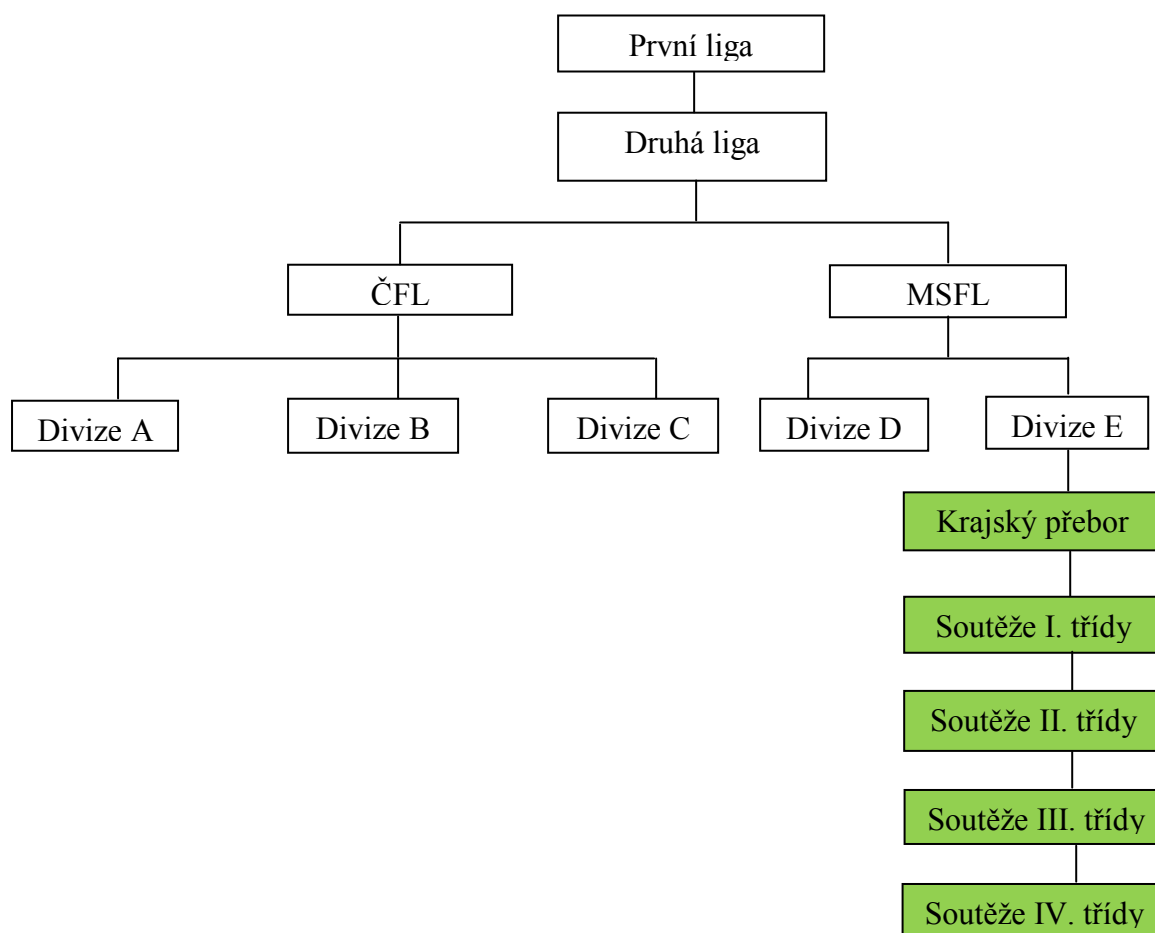 První liga
Druhá liga
ČFL
MSFL
Divize A
Divize B
Divize C
Divize D
Divize E
Krajský přebor
Soutěže I. třídy
Soutěže II. třídy
Soutěže III. třídy
Soutěže IV. třídy